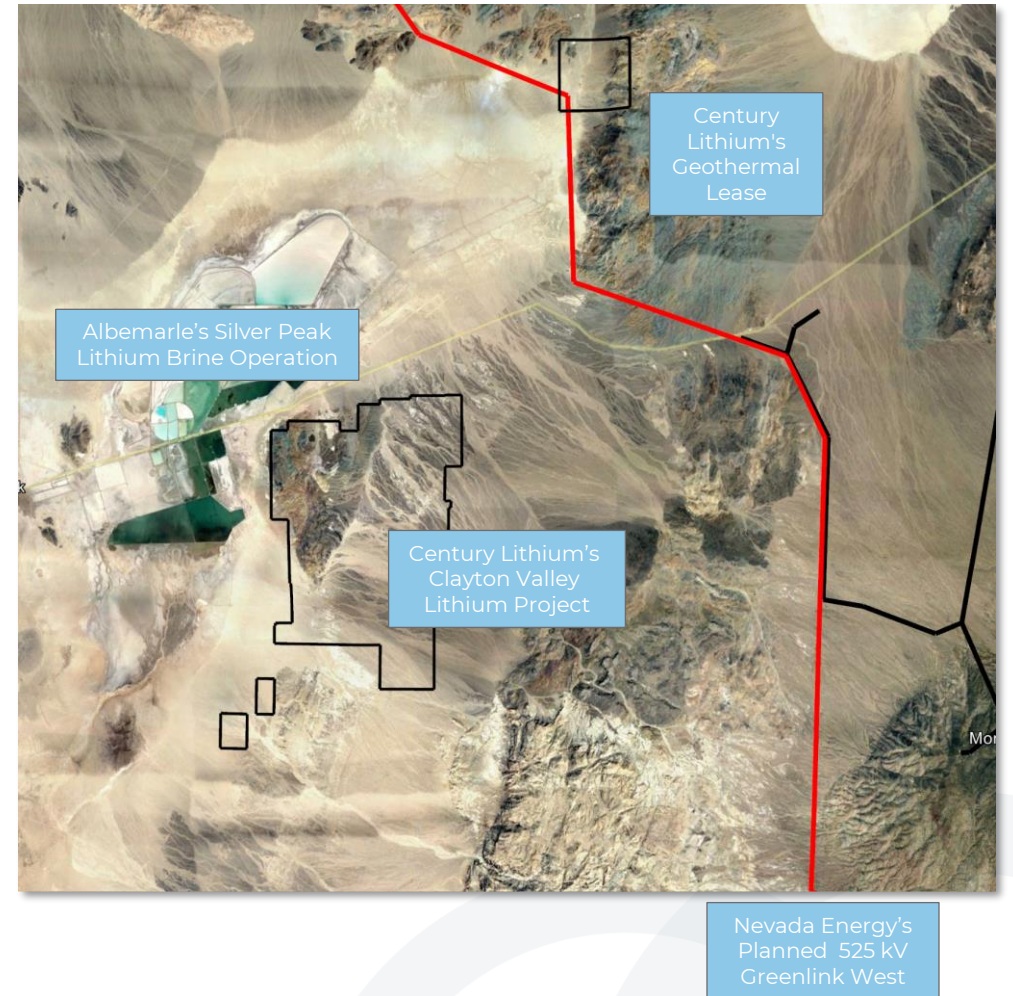 Century
Lithium's
Geothermal
Lease
Albemarle’s Silver Peak
Lithium Brine Operation
Century Lithium’s
Clayton Valley
Lithium Project
Nevada Energy’s
Planned 525 kV
Greenlink West